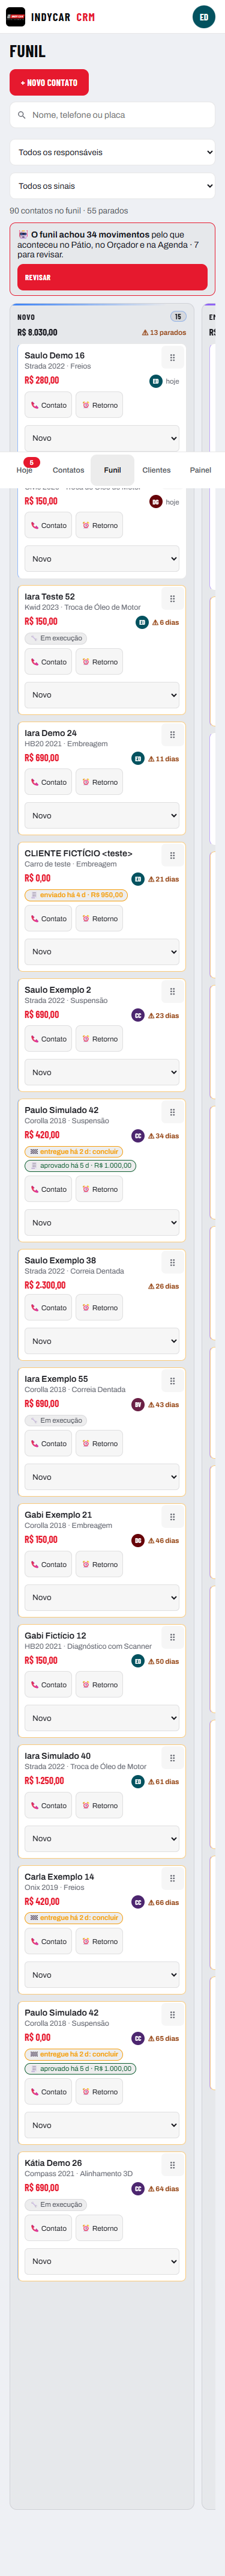 INDYCAR CRM
ED
FUNIL
+ NOVO CONTATO
Nome, telefone ou placa
Todos os responsáveis
Todos os sinais
90 contatos no funil · 55 parados
O funil achou 34 movimentos pelo que
aconteceu no Pátio, no Orçador e na Agenda · 7
para revisar.
REVISAR
NOVO 15
R$ 8.030,00 ⚠ 13 parados
Saulo Demo 16
Strada 2022 · Freios
R$ 280,00 ED hoje
Contato Retorno
Novo
5
Hoje Contatos Funil Clientes Painel
R$ 150,00 DG hoje
Contato Retorno
Novo
Iara Teste 52
Kwid 2023 · Troca de Óleo de Motor
R$ 150,00 ED ⚠ 6 dias
Em execução
Contato Retorno
Novo
Iara Demo 24
HB20 2021 · Embreagem
R$ 690,00 ED ⚠ 11 dias
Contato Retorno
Novo
CLIENTE FICTÍCIO <teste>
Carro de teste · Embreagem
R$ 0,00 ED ⚠ 21 dias
enviado há 4 d · R$ 950,00
Contato Retorno
Novo
Saulo Exemplo 2
Strada 2022 · Suspensão
R$ 690,00 CC ⚠ 23 dias
Contato Retorno
Novo
Paulo Simulado 42
Corolla 2018 · Suspensão
R$ 420,00 CC ⚠ 34 dias
entregue há 2 d: concluir
aprovado há 5 d · R$ 1.000,00
Contato Retorno
Novo
Saulo Exemplo 38
Strada 2022 · Correia Dentada
R$ 2.300,00 ⚠ 26 dias
Contato Retorno
Novo
Iara Exemplo 55
Corolla 2018 · Correia Dentada
R$ 690,00 ⚠ 43 dias
Em execução
Contato Retorno
Novo
Gabi Exemplo 21
Corolla 2018 · Embreagem
R$ 150,00 DG ⚠ 46 dias
Contato Retorno
Novo
Gabi Fictício 12
HB20 2021 · Diagnóstico com Scanner
R$ 150,00 ED ⚠ 50 dias
Contato Retorno
Novo
Iara Simulado 40
Strada 2022 · Troca de Óleo de Motor
R$ 1.250,00 ED ⚠ 61 dias
Contato Retorno
Novo
Carla Exemplo 14
Onix 2019 · Freios
R$ 420,00 CC ⚠ 66 dias
entregue há 2 d: concluir
Contato Retorno
Novo
Paulo Simulado 42
Corolla 2018 · Suspensão
R$ 0,00 CC ⚠ 65 dias
entregue há 2 d: concluir
aprovado há 5 d · R$ 1.000,00
Contato Retorno
Novo
Kátia Demo 26
Compass 2021 · Alinhamento 3D
R$ 690,00 CC ⚠ 64 dias
Em execução
Contato Retorno
Novo